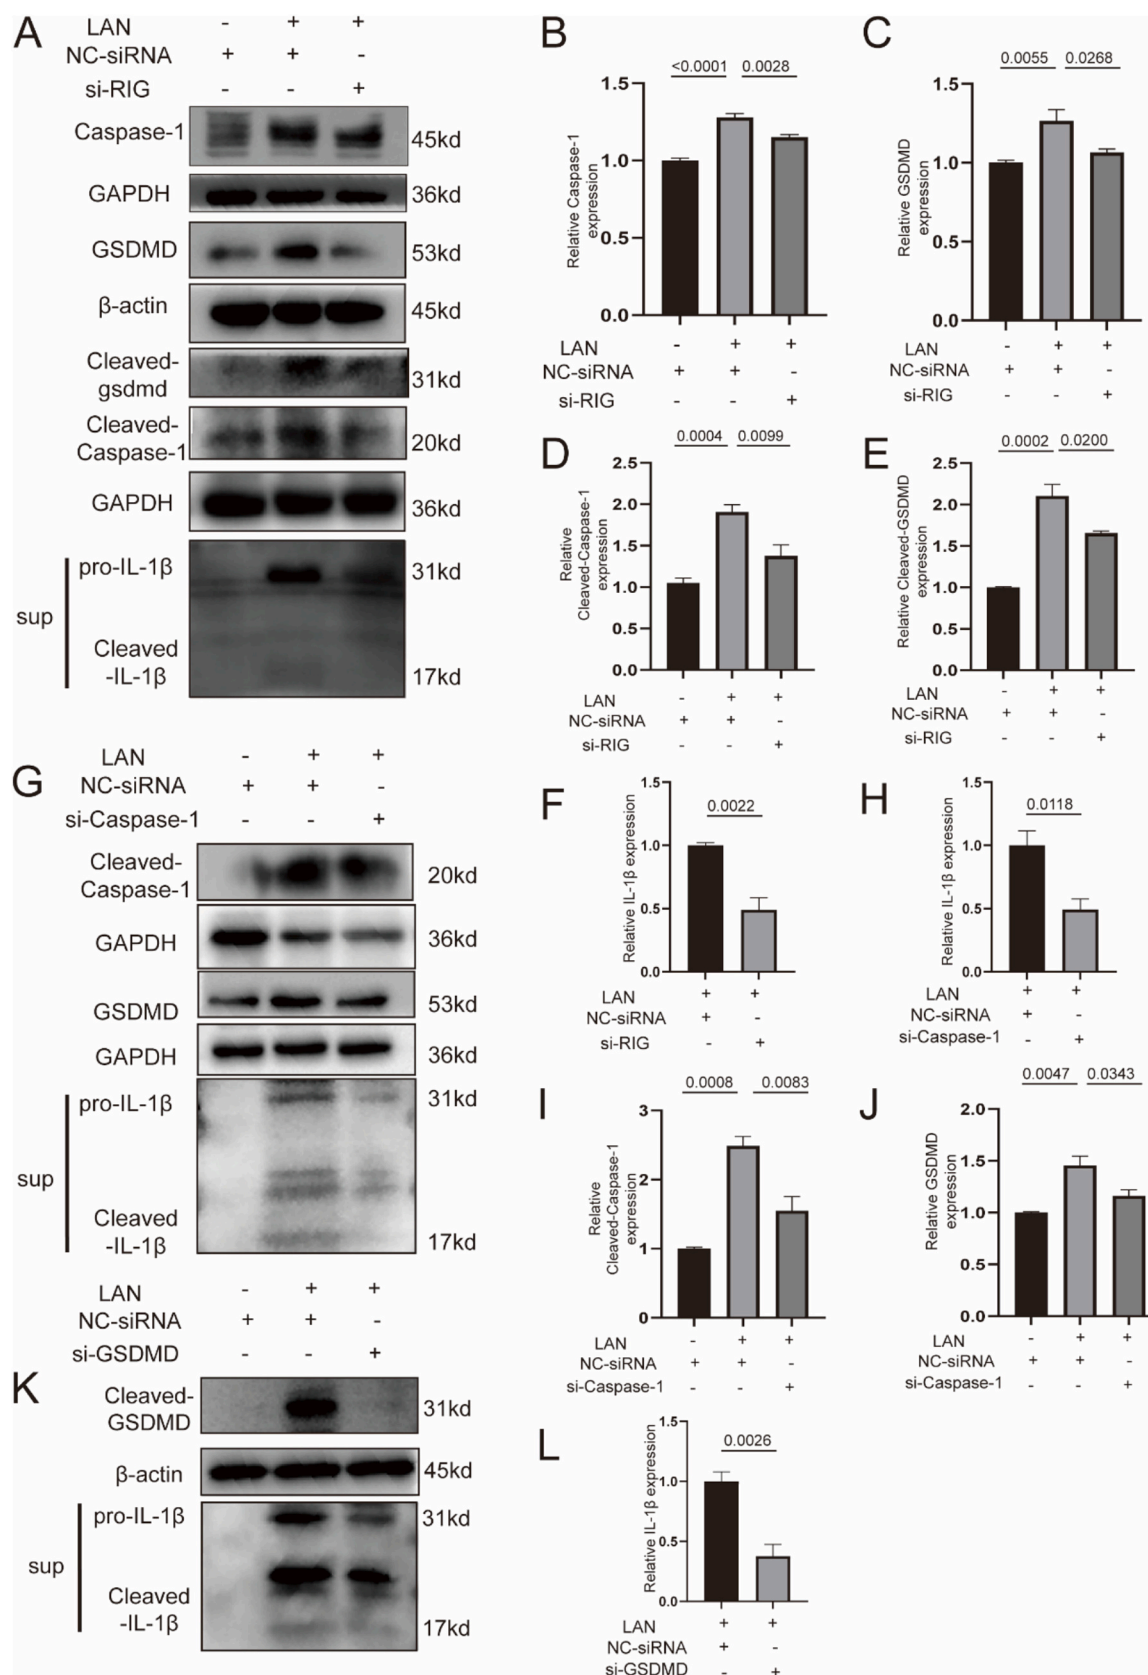 A
LAN - + +
NC-siRNA + + -
si-RIG - - +
Caspase-1 45kd
GAPDH 36kd
GSDMD 53kd
β-actin 45kd
Cleaved-
gsdmd 31kd
Cleaved-
Caspase-1 20kd
GAPDH 36kd
sup
pro-IL-1β 31kd
Cleaved
-IL-1β 17kd
B
<0.0001 0.0028
Relative Caspase-1
expression
1.5
1.0
0.5
0.0
LAN - + +
NC-siRNA + + -
si-RIG - - +
C
0.0055 0.0268
Relative GSDMD
expression
1.5
1.0
0.5
0.0
LAN - + +
NC-siRNA + + -
si-RIG - - +
D
0.0004 0.0099
Relative
Cleaved-Caspase-1
expression
2.5
2.0
1.5
1.0
0.5
0.0
LAN - + +
NC-siRNA + + -
si-RIG - - +
E
0.0002 0.0200
Relative Cleaved-GSDMD
expression
2.5
2.0
1.5
1.0
0.5
0.0
LAN - + +
NC-siRNA + + -
si-RIG - - +
F
0.0022
Relative IL-1β expression
1.5
1.0
0.5
0.0
LAN + +
NC-siRNA + -
si-RIG - +
G
LAN - + +
NC-siRNA + + -
si-Caspase-1 - - +
Cleaved-
Caspase-1 20kd
GAPDH 36kd
GSDMD 53kd
GAPDH 36kd
sup
pro-IL-1β 31kd
Cleaved
-IL-1β 17kd
H
0.0118
Relative IL-1β expression
1.5
1.0
0.5
0.0
LAN + +
NC-siRNA + -
si-Caspase-1 - +
I
0.0008 0.0083
Relative
Cleaved-Caspase-1
expression
3
2
1
0
LAN - + +
NC-siRNA + + -
si-Caspase-1 - - +
J
0.0047 0.0343
Relative GSDMD
expression
2.0
1.5
1.0
0.5
0.0
LAN - + +
NC-siRNA + + -
si-Caspase-1 - - +
K
LAN - + +
NC-siRNA + + -
si-GSDMD - - +
Cleaved-
GSDMD 31kd
β-actin 45kd
sup
pro-IL-1β 31kd
Cleaved
-IL-1β 17kd
L
0.0026
Relative IL-1β expression
1.5
1.0
0.5
0.0
LAN + +
NC-siRNA + -
si-GSDMD - +